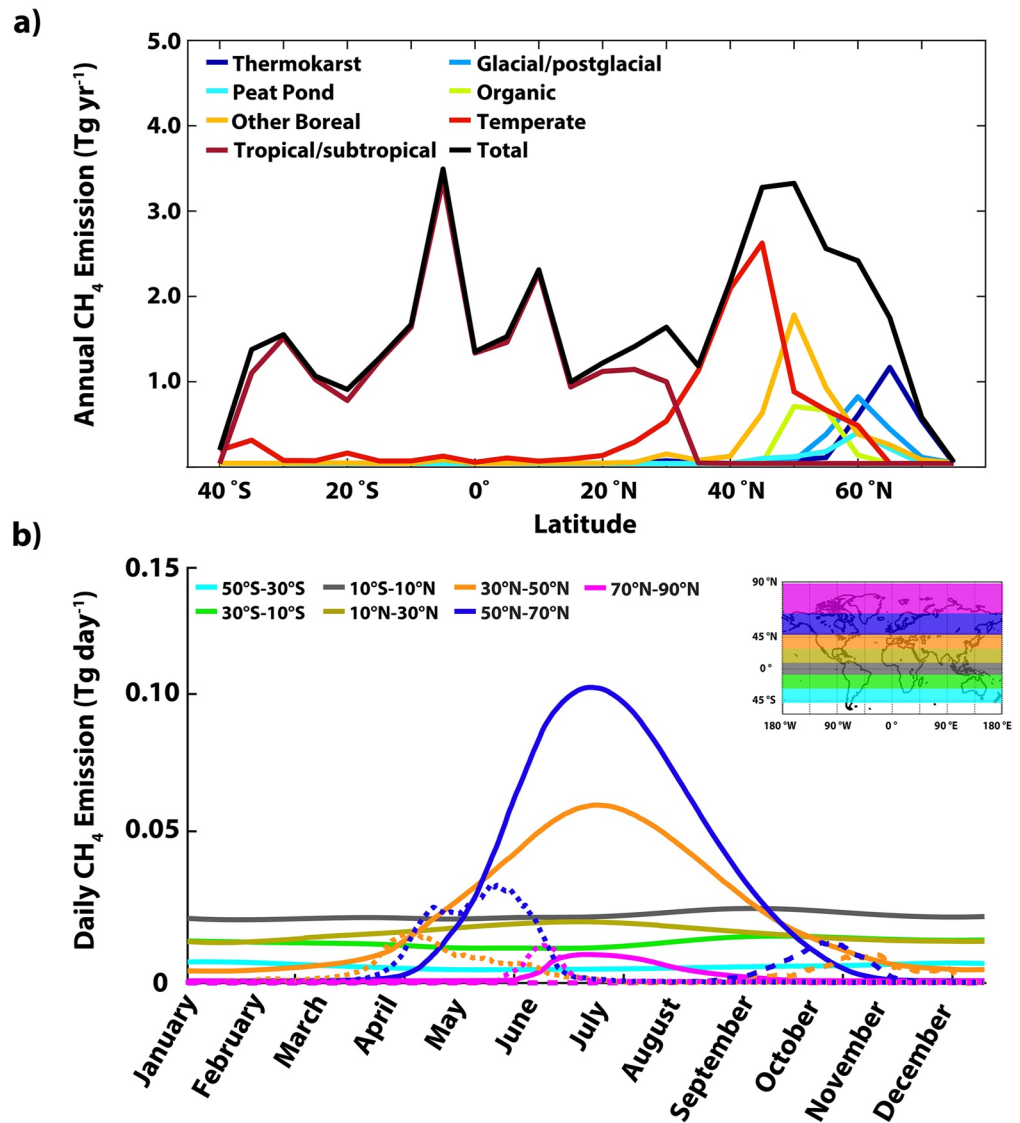 a)
5.0
4.0
3.0
2.0
1.0
Annual CH4 Emission (Tg yr-1)
Thermokarst
Peat Pond
Other Boreal
Tropical/subtropical
Glacial/postglacial
Organic
Temperate
Total
40°S 20°S 0° 20°N 40°N 60°N
Latitude
b)
0.15
0.10
0.05
0
Daily CH4 Emission (Tg day-1)
50°S-30°S 10°S-10°N 30°N-50°N 70°N-90°N
30°S-10°S 10°N-30°N 50°N-70°N
90°N
45°N
0°
45°S
180°W 90°W 0° 90°E 180°E
January February March April May June July August September October November December